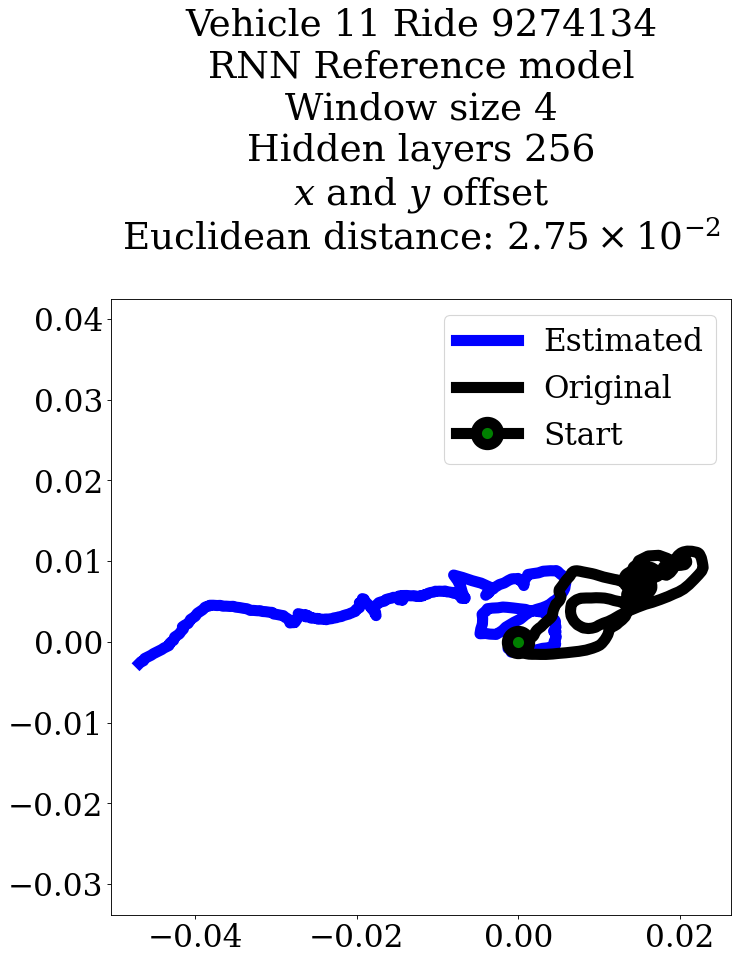 Vehicle 11 Ride 9274134
RNN Reference model
Window size 4
Hidden layers 256
x and y offset
Euclidean distance: 2.75 × 10⁻²
Estimated
Original
Start
0.04
0.03
0.02
0.01
0.00
−0.01
−0.02
−0.03
−0.04 −0.02 0.00 0.02